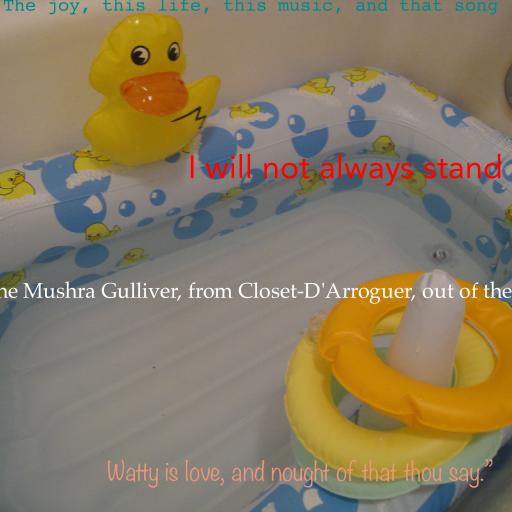 The joy, this life, this music, and that song
I will not always stand
he Mushra Gulliver, from Closet-D'Arroguer, out of the
Watty is love, and nought of that thou say.”